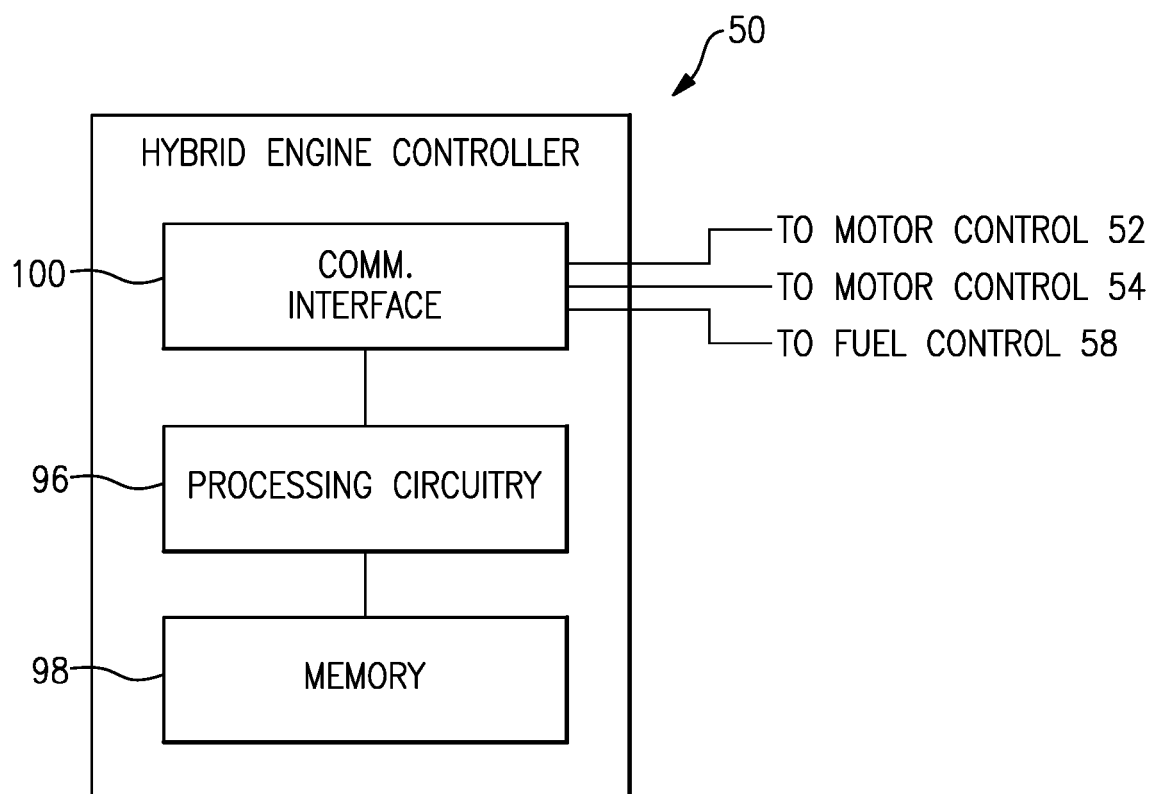 50
HYBRID ENGINE CONTROLLER
100
COMM.
INTERFACE
TO MOTOR CONTROL 52
TO MOTOR CONTROL 54
TO FUEL CONTROL 58
96
PROCESSING CIRCUITRY
98
MEMORY